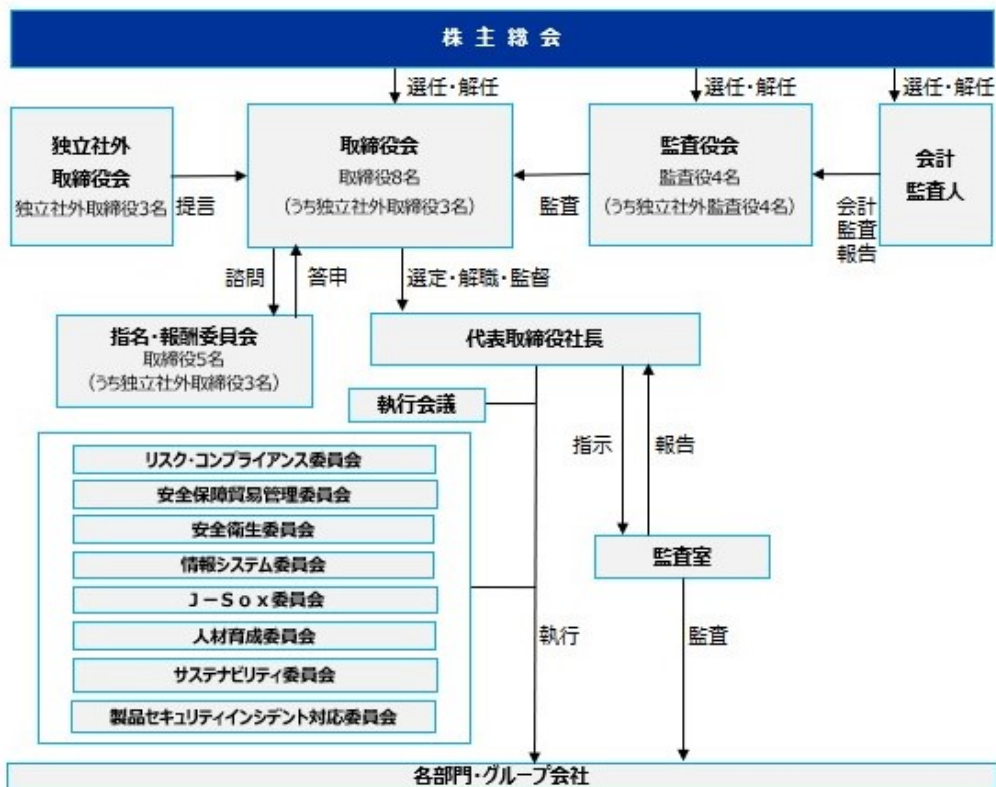 株主総会
選任・解任
選任・解任
選任・解任
独立社外
取締役会
独立社外取締役3名
提言
取締役会
取締役8名
(うち独立社外取締役3名)
監査
監査役会
監査役4名
(うち独立社外監査役4名)
会計
監査
報告
会計
監査人
諮問
答申
選定・解職・監督
指名・報酬委員会
取締役5名
(うち独立社外取締役3名)
代表取締役社長
執行会議
指示
報告
リスク・コンプライアンス委員会
安全保障貿易管理委員会
安全衛生委員会
情報システム委員会
J-Sox委員会
人材育成委員会
サステナビリティ委員会
製品セキュリティインシデント対応委員会
監査室
執行
監査
各部門・グループ会社